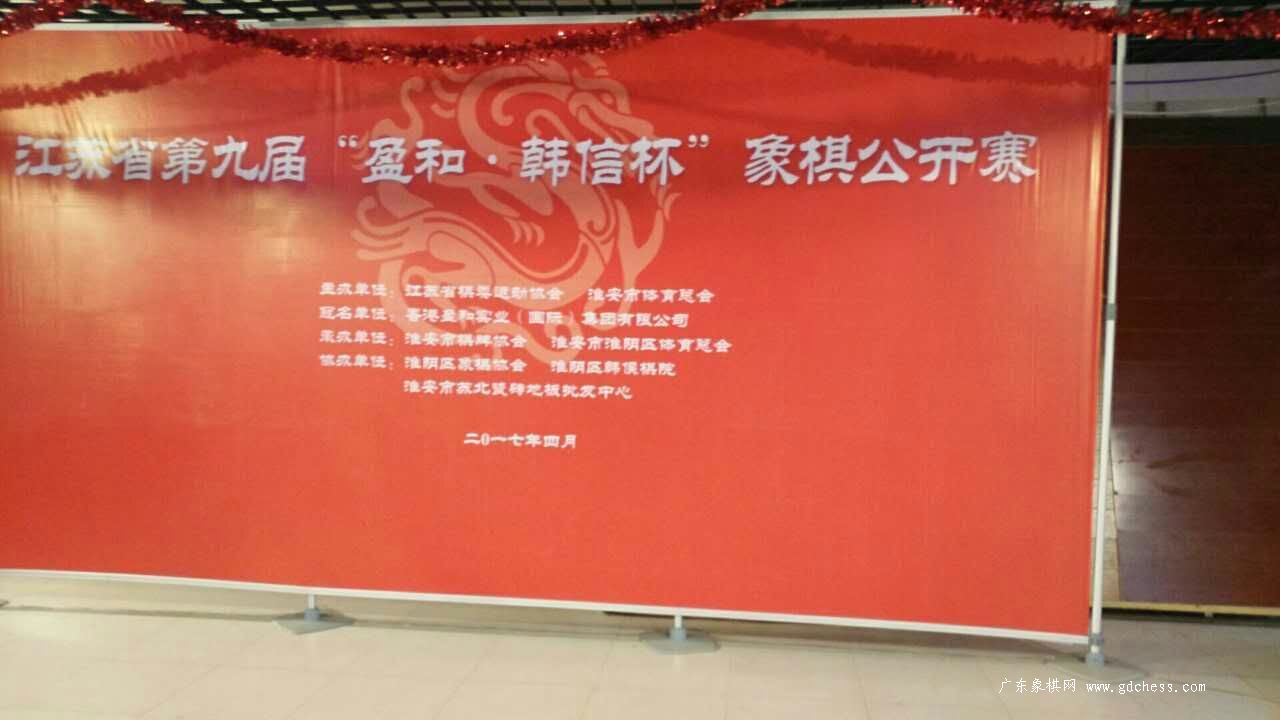 江苏省第九届“盈和·韩信杯”象棋公开赛
主办单位：江苏省棋类运动协会 淮安市体育总会
冠名单位：香港盈和实业（国际）集团有限公司
承办单位：淮安市棋牌协会 淮安市淮阴区体育总会
协办单位：淮阴区象棋协会 淮阴区韩侯棋院
淮安市苏北瓷砖地板批发中心
二0一七年四月
广东象棋网 www.gdchess.com